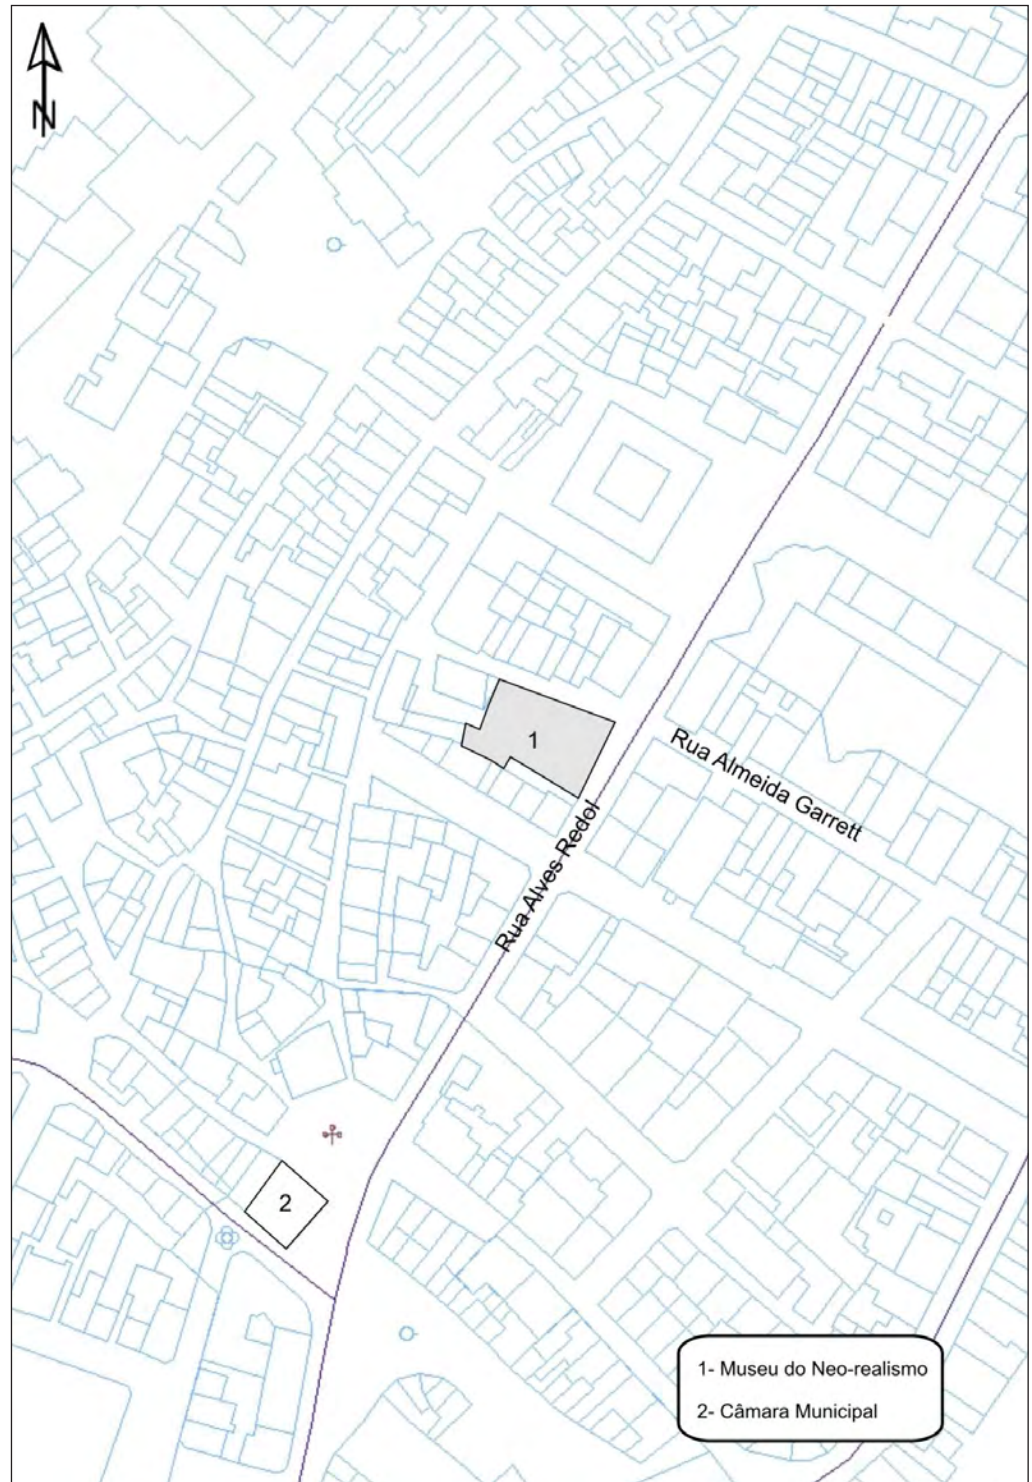 N
1
Rua Almeida Garrett
Rua Alves Redol
2
1- Museu do Neo-realismo
2- Câmara Municipal